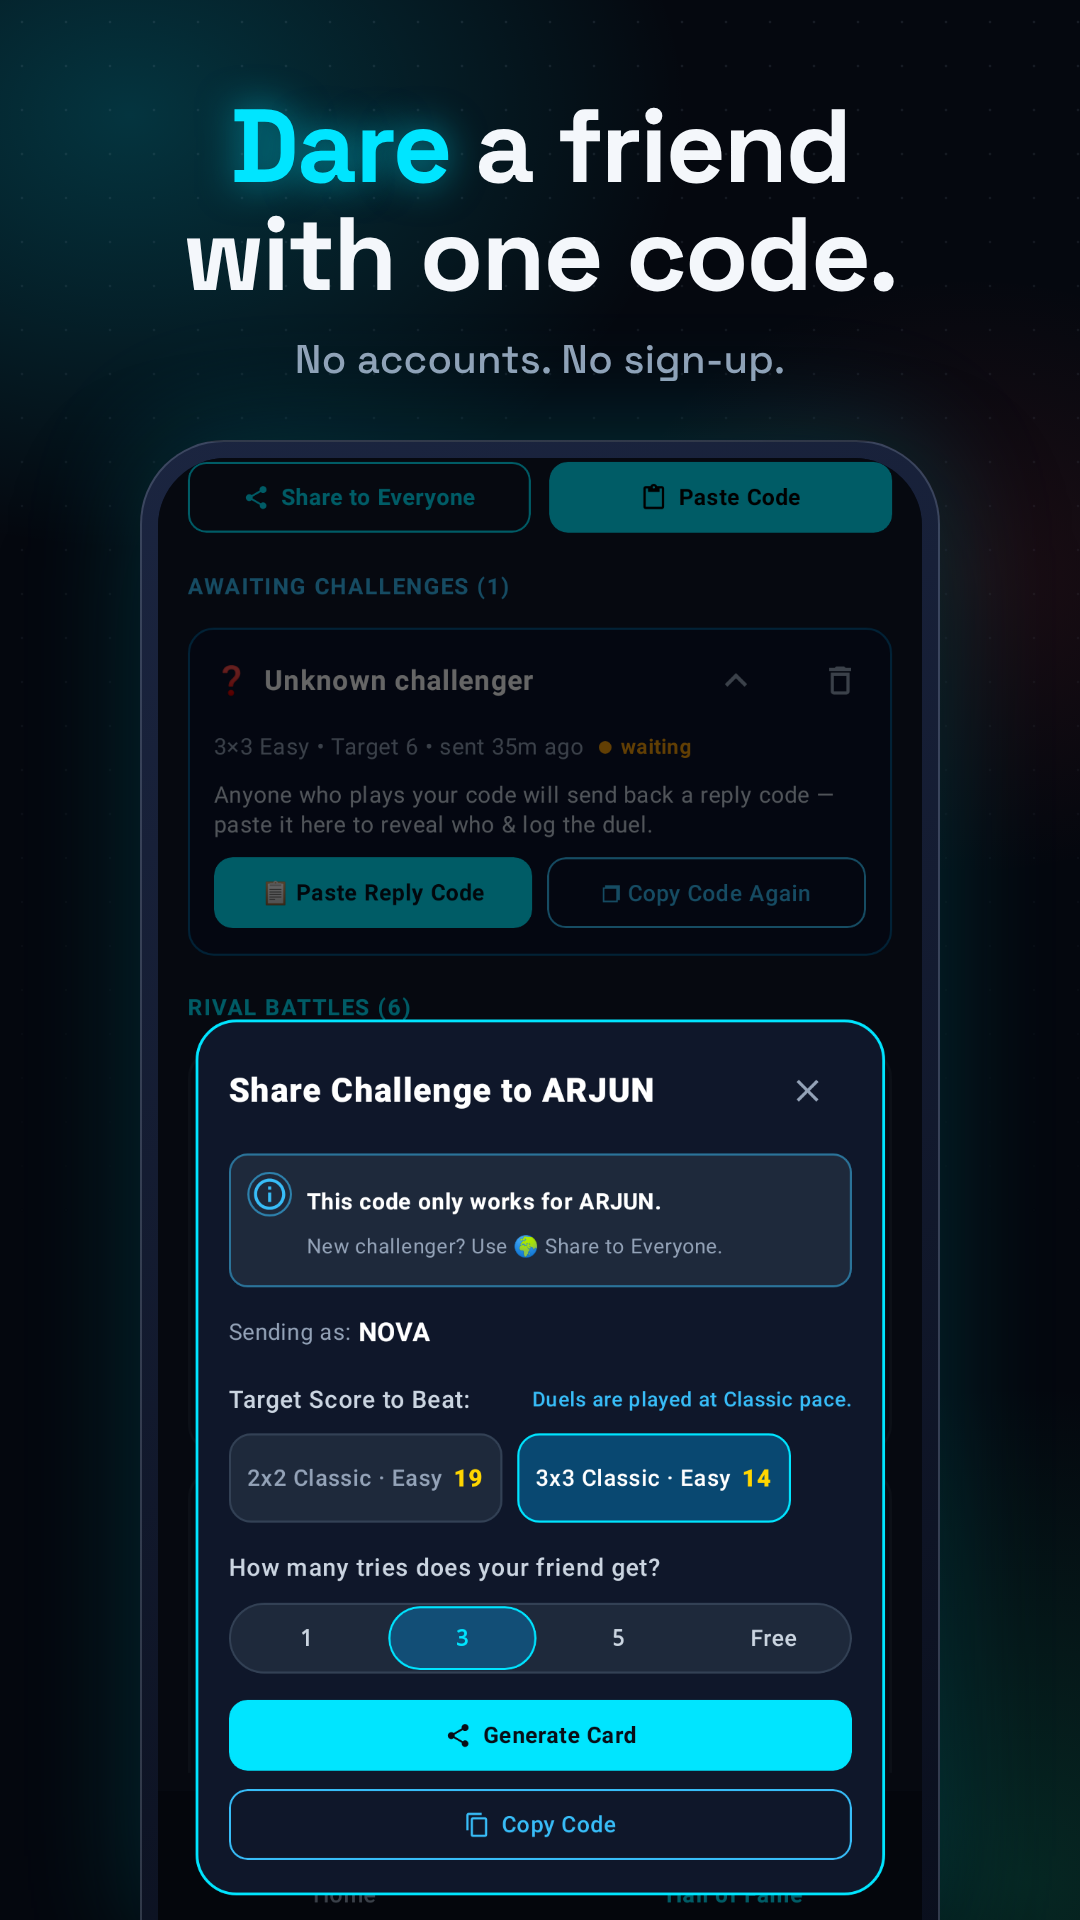 Dare a friend
with one code.
No accounts. No sign-up.
Share to Everyone
Paste Code
AWAITING CHALLENGES (1)
❓ Unknown challenger
3×3 Easy • Target 6 • sent 35m ago ● waiting
Anyone who plays your code will send back a reply code —
paste it here to reveal who & log the duel.
📋 Paste Reply Code
Copy Code Again
RIVAL BATTLES (6)
Share Challenge to ARJUN
This code only works for ARJUN.
New challenger? Use 🌍 Share to Everyone.
Sending as: NOVA
Target Score to Beat:
Duels are played at Classic pace.
2x2 Classic · Easy 19
3x3 Classic · Easy 14
How many tries does your friend get?
1 3 5 Free
Generate Card
Copy Code
Home
Hall of Fame